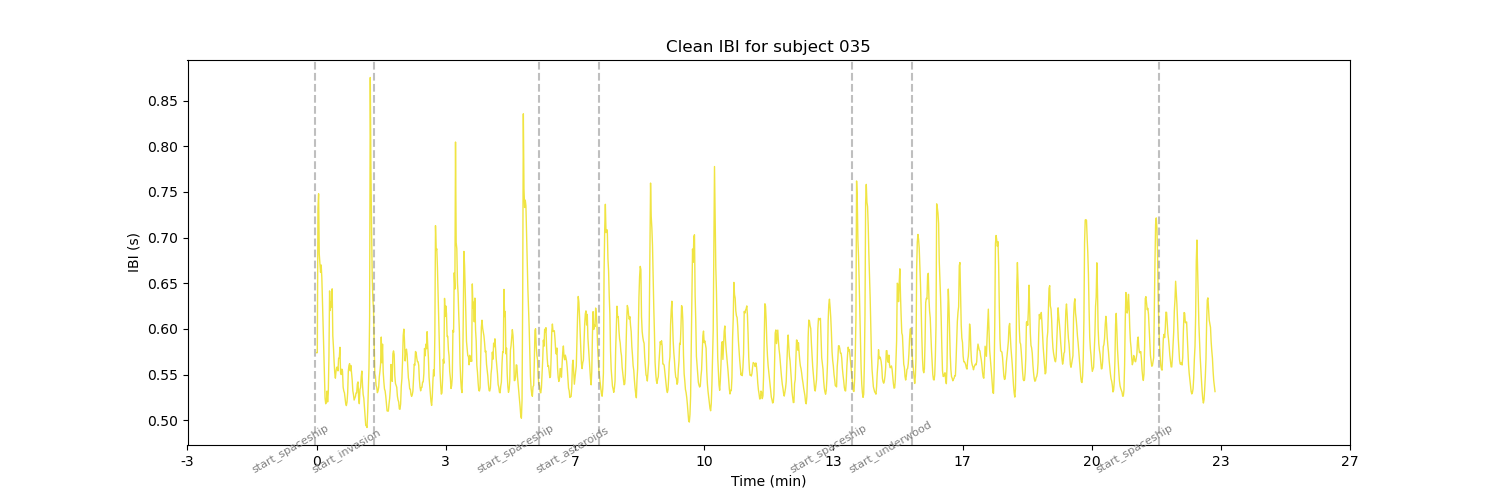 Clean IBI for subject 035
IBI (s)
0.85
0.80
0.75
0.70
0.65
0.60
0.55
0.50
start_spaceship
start_invasion
start_spaceship
start_asteroids
start_spaceship
start_underwood
start_spaceship
-3 0 3 7 10 13 17 20 23 27
Time (min)